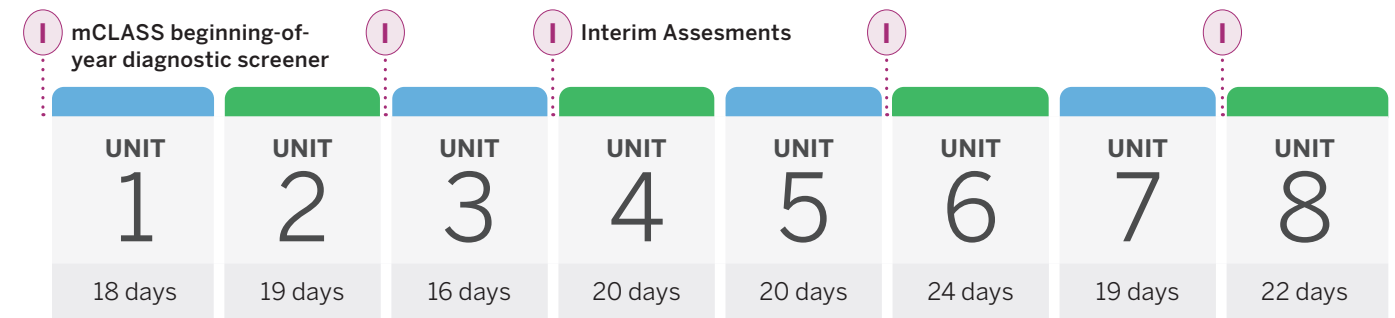 I mCLASS beginning-of-
year diagnostic screener
I
I Interim Assesments
I
I
UNIT
1
18 days
UNIT
2
19 days
UNIT
3
16 days
UNIT
4
20 days
UNIT
5
20 days
UNIT
6
24 days
UNIT
7
19 days
UNIT
8
22 days